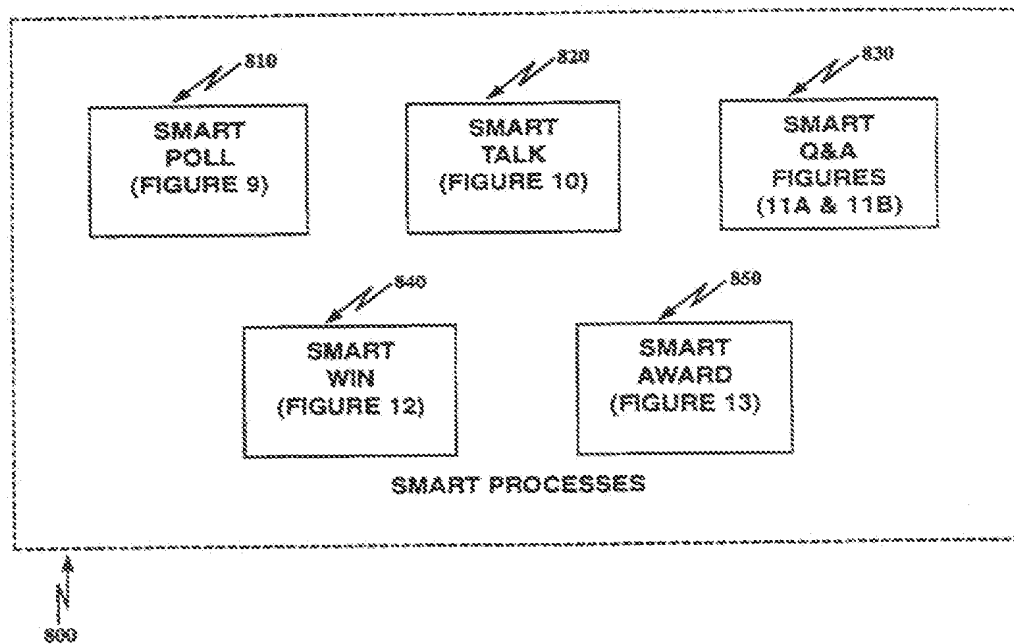 810
820
830
SMART
POLL
(FIGURE 9)
SMART
TALK
(FIGURE 10)
SMART
Q&A
FIGURES
(11A & 11B)
840
850
SMART
WIN
(FIGURE 12)
SMART
AWARD
(FIGURE 13)
SMART PROCESSES
800